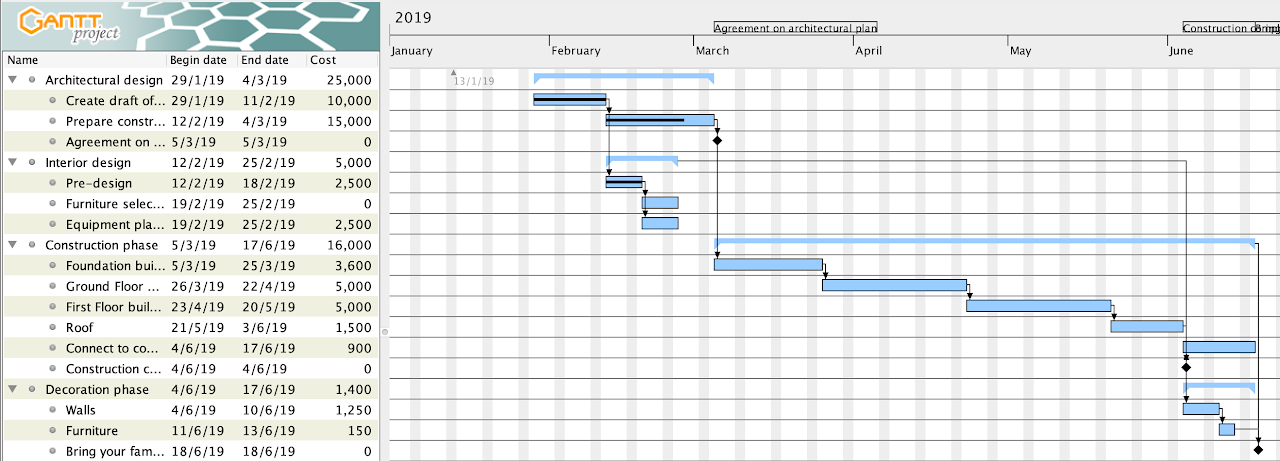 GANTT
project
2019
Agreement on architectural plan
Construction
January February March April May June
Name Begin date End date Cost
13/1/19
Architectural design 29/1/19 4/3/19 25,000
Create draft of... 29/1/19 11/2/19 10,000
Prepare constr... 12/2/19 4/3/19 15,000
Agreement on ... 5/3/19 5/3/19 0
Interior design 12/2/19 25/2/19 5,000
Pre-design 12/2/19 18/2/19 2,500
Furniture selec... 19/2/19 25/2/19 0
Equipment pla... 19/2/19 25/2/19 2,500
Construction phase 5/3/19 17/6/19 16,000
Foundation bui... 5/3/19 25/3/19 3,600
Ground Floor ... 26/3/19 22/4/19 5,000
First Floor buil... 23/4/19 20/5/19 5,000
Roof 21/5/19 3/6/19 1,500
Connect to co... 4/6/19 17/6/19 900
Construction c... 4/6/19 4/6/19 0
Decoration phase 4/6/19 17/6/19 1,400
Walls 4/6/19 10/6/19 1,250
Furniture 11/6/19 13/6/19 150
Bring your fam... 18/6/19 18/6/19 0